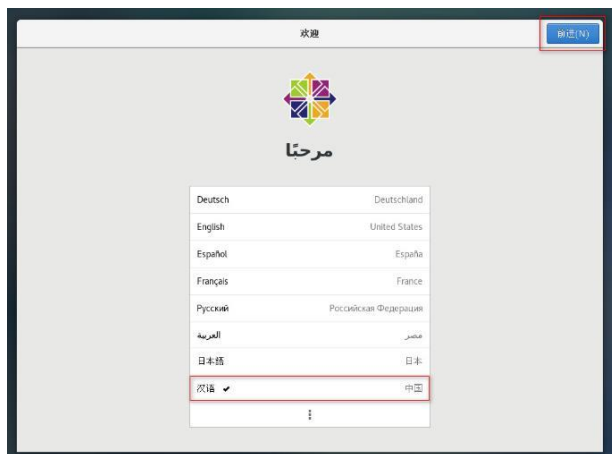 欢迎
前进(N)
مرحبًا
Deutsch Deutschland
English United States
Español España
Français France
Русский Российская Федерация
العربية مصر
日本語 日本
汉语 ✔ 中国